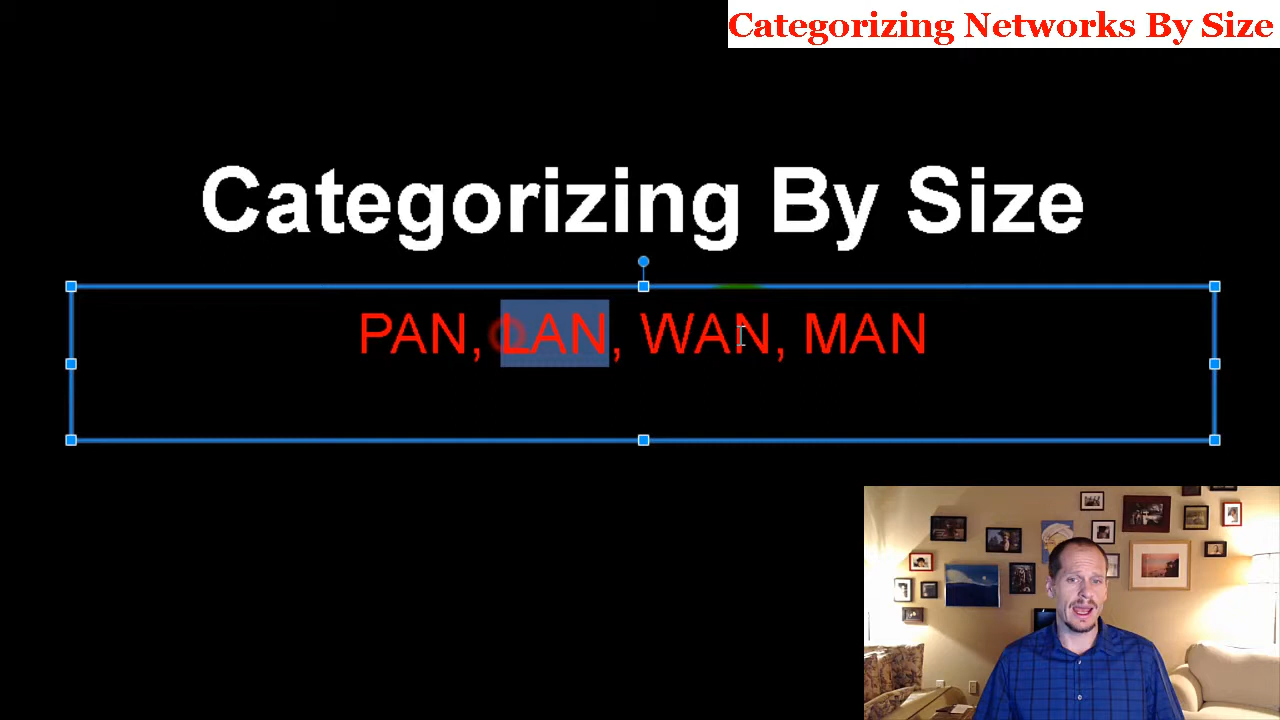 Categorizing Networks By Size
Categorizing By Size
PAN, LAN, WAN, MAN